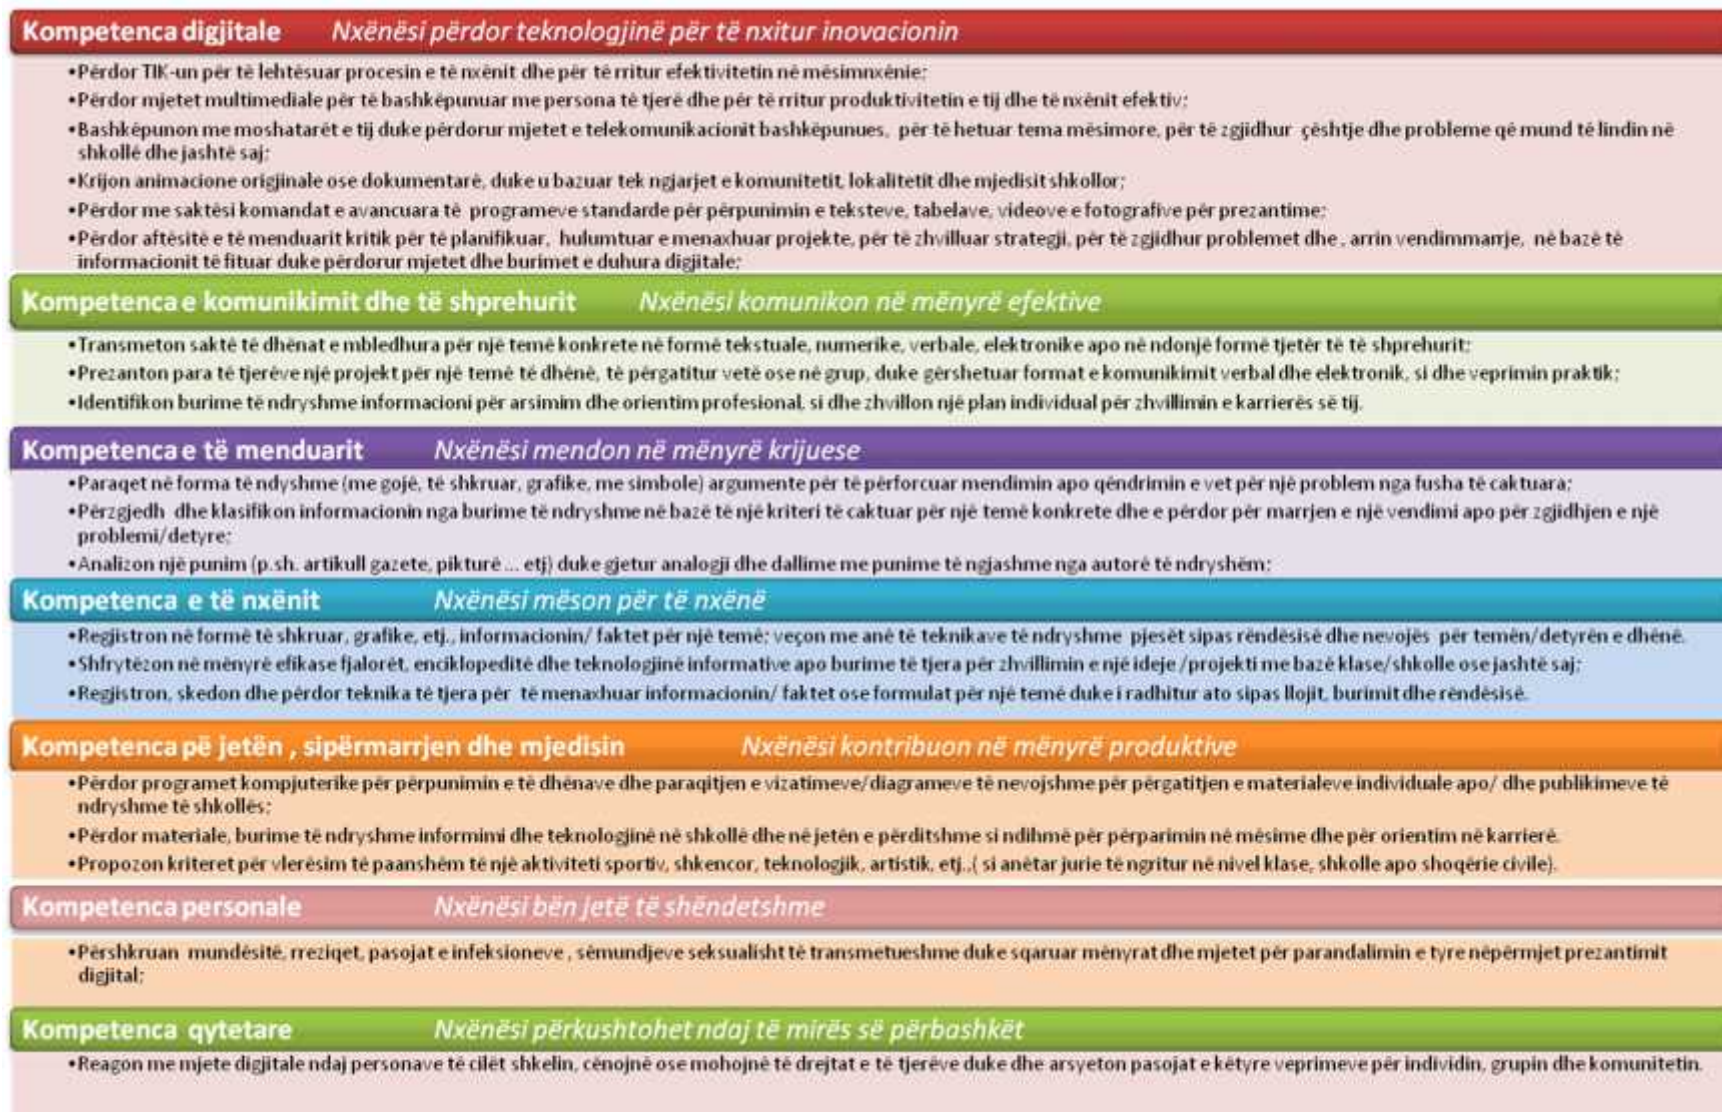 Kompetenca digjitale Nxënësi përdor teknologjinë për të nxitur inovacionin
•Përdor TIK-un për të lehtësuar procesin e të nxënit dhe për të rritur efektivitetin në mësimnxënie;
•Përdor mjetet multimediale për të bashkëpunuar me persona të tjerë dhe për të rritur produktivitetin e tij dhe të nxënit efektiv;
•Bashkëpunon me moshatarët e tij duke përdorur mjetet e telekomunikacionit bashkëpunues, për të hetuar tema mësimore, për të zgjidhur çështje dhe probleme që mund të lindin në
shkollë dhe jashtë saj;
•Krijon animacione origjinale ose dokumentarë, duke u bazuar tek ngjarjet e komunitetit, lokalitetit dhe mjedisit shkollor;
•Përdor me saktësi komandat e avancuara të programeve standarde për përpunimin e teksteve, tabelave, videove e fotografive për prezantime;
•Përdor aftësitë e të menduarit kritik për të planifikuar, hulumtuar e menaxhuar projekte, për të zhvilluar strategji, për të zgjidhur problemet dhe , arrin vendimmarrje, në bazë të
informacionit të fituar duke përdorur mjetet dhe burimet e duhura digjitale;
Kompetenca e komunikimit dhe të shprehurit Nxënësi komunikon në mënyrë efektive
•Transmeton saktë të dhënat e mbledhura për një temë konkrete në formë tekstuale, numerike, verbale, elektronike apo në ndonjë formë tjetër të të shprehurit;
•Prezanton para të tjerëve një projekt për një temë të dhënë, të përgatitur vetë ose në grup, duke gërshetuar format e komunikimit verbal dhe elektronik, si dhe veprimin praktik;
•Identifikon burime të ndryshme informacioni për arsimim dhe orientim profesional, si dhe zhvillon një plan individual për zhvillimin e karrierës së tij.
Kompetenca e të menduarit Nxënësi mendon në mënyrë krijuese
•Paraqet në forma të ndyshme (me gojë, të shkruar, grafike, me simbole) argumente për të përforcuar mendimin apo qëndrimin e vet për një problem nga fusha të caktuara;
•Përzgjedh dhe klasifikon informacionin nga burime të ndryshme në bazë të një kriteri të caktuar për një temë konkrete dhe e përdor për marrjen e një vendimi apo për zgjidhjen e një
problemi/detyre;
•Analizon një punim (p.sh. artikull gazete, pikturë ... etj) duke gjetur analogji dhe dallime me punime të ngjashme nga autorë të ndryshëm;
Kompetenca e të nxënit Nxënësi mëson për të nxënë
•Regjistron në formë të shkruar, grafike, etj., informacionin/ faktet për një temë; veçon me anë të teknikave të ndryshme pjesët sipas rëndësisë dhe nevojës për temën/detyrën e dhënë.
•Shfrytëzon në mënyrë efikase fjalorët, enciklopeditë dhe teknologjinë informative apo burime të tjera për zhvillimin e një ideje /projekti me bazë klase/shkolle ose jashtë saj;
•Regjistron, skedon dhe përdor teknika të tjera për të menaxhuar informacionin/ faktet ose formulat për një temë duke i radhitur ato sipas llojit, burimit dhe rëndësisë.
Kompetenca pë jetën , sipërmarrjen dhe mjedisin Nxënësi kontribuon në mënyrë produktive
•Përdor programet kompjuterike për përpunimin e të dhënave dhe paraqitjen e vizatimeve/diagrameve të nevojshme për përgatitjen e materialeve individuale apo/ dhe publikimeve të
ndryshme të shkollës;
•Përdor materiale, burime të ndryshme informimi dhe teknologjinë në shkollë dhe në jetën e përditshme si ndihmë për përparimin në mësime dhe për orientim në karrierë.
•Propozon kriteret për vlerësim të paanshëm të një aktiviteti sportiv, shkencor, teknologjik, artistik, etj.,( si anëtar jurie të ngritur në nivel klase, shkolle apo shoqërie civile).
Kompetenca personale Nxënësi bën jetë të shëndetshme
•Përshkruan mundësitë, rreziqet, pasojat e infeksioneve , sëmundjeve seksualisht të transmetueshme duke sqaruar mënyrat dhe mjetet për parandalimin e tyre nëpërmjet prezantimit
digjital;
Kompetenca qytetare Nxënësi përkushtohet ndaj të mirës së përbashkët
•Reagon me mjete digjitale ndaj personave të cilët shkelin, cënojnë ose mohojnë të drejtat e të tjerëve duke dhe arsyeton pasojat e këtyre veprimeve për individin, grupin dhe komunitetin.